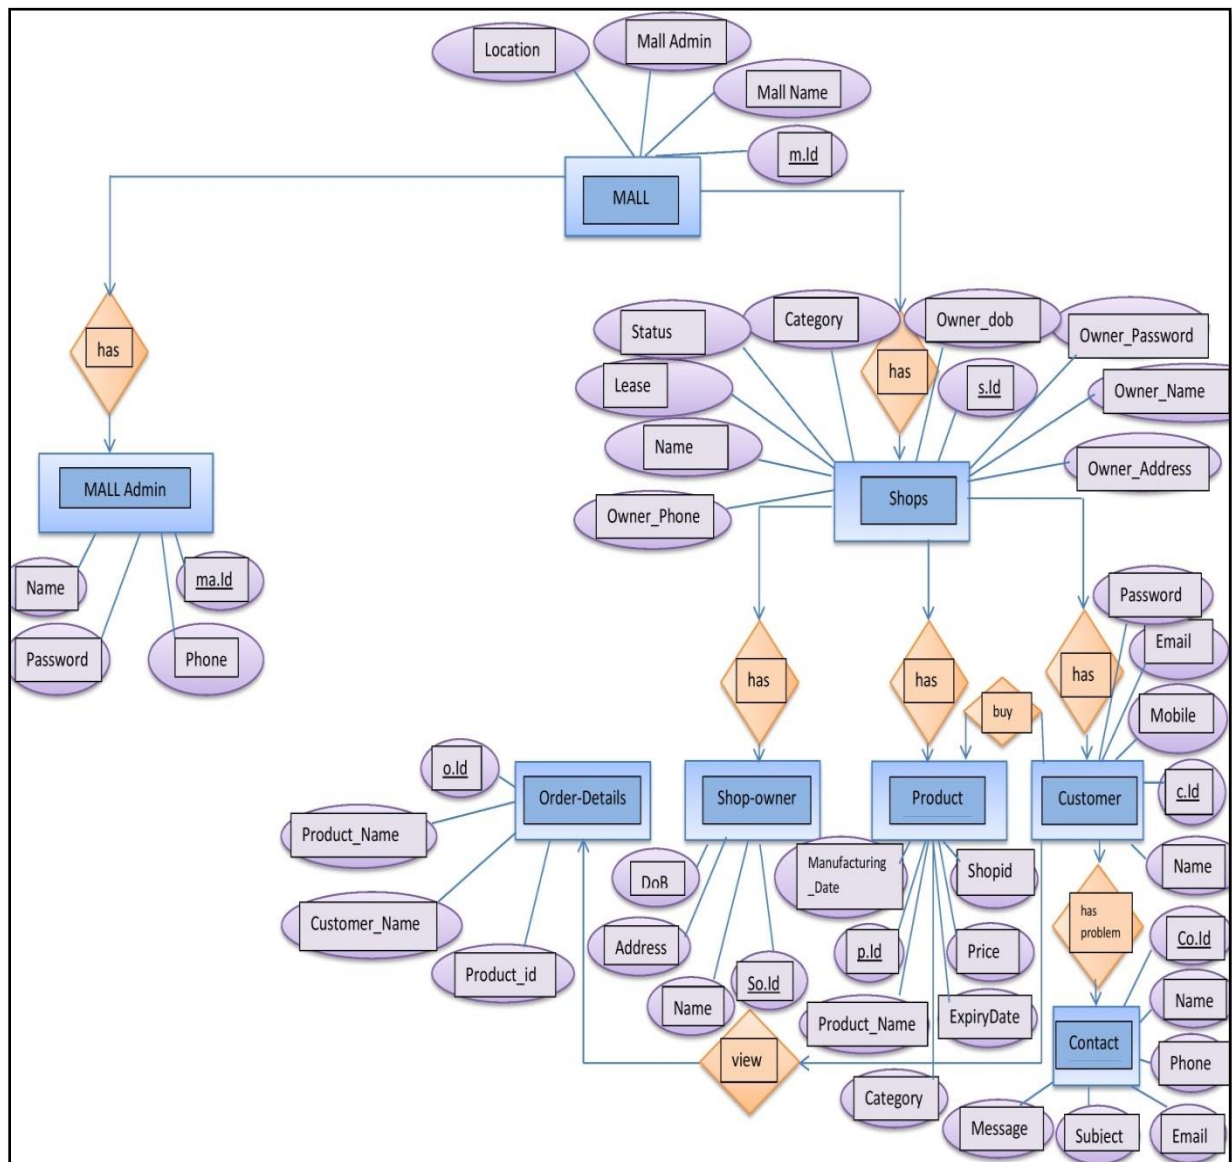 Location
Mall Admin
Mall Name
m.Id
MALL
has
Status
Category
has
Owner_dob
Owner_Password
Lease
s.Id
Owner_Name
Name
Owner_Address
Owner_Phone
Shops
MALL Admin
Name
ma.Id
Password
Phone
has
has
has
buy
Password
Email
Mobile
c.Id
Name
o.Id
Order-Details
Shop-owner
Product
Customer
Product_Name
Customer_Name
Product_id
DoB
Address
Name
So.Id
Manufacturing
_Date
Shopid
p.Id
Price
Product_Name
ExpiryDate
Category
view
has
problem
Co.Id
Name
Contact
Phone
Message
Subject
Email